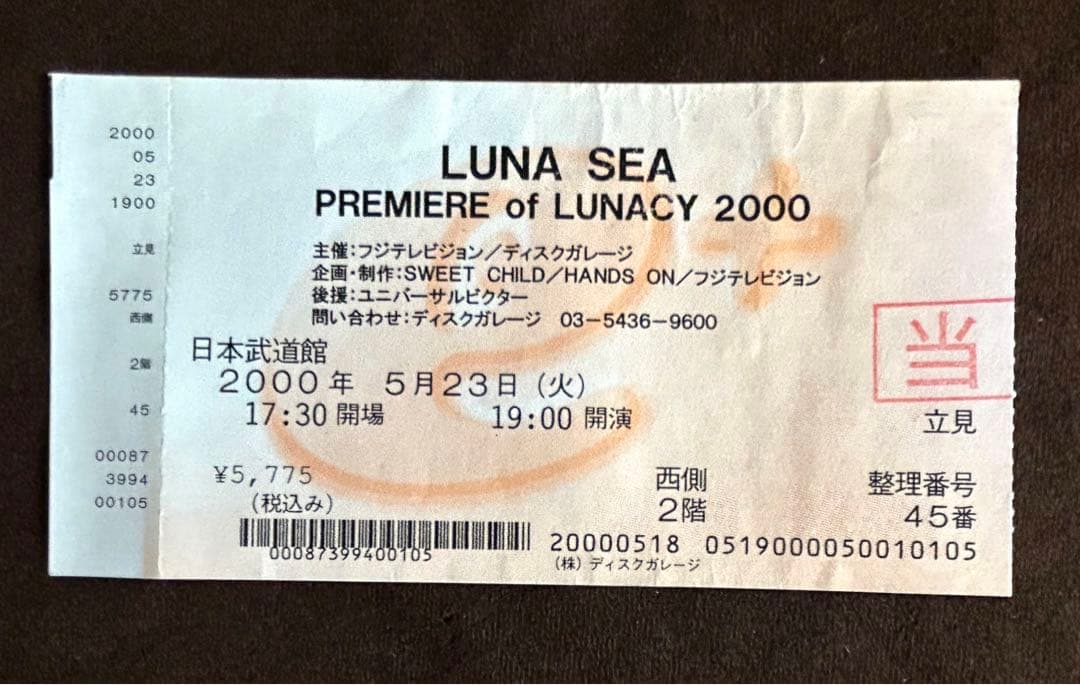 2000
05
23
1900
立見
5775
西側
2階
45
00087
3994
00105
LUNA SEA
PREMIERE of LUNACY 2000
主催:フジテレビジョン/ディスクガレージ
企画・制作:SWEET CHILD/HANDS ON/フジテレビジョン
後援:ユニバーサルビクター
問い合わせ:ディスクガレージ 03-5436-9600
日本武道館
2000年 5月23日(火)
17:30開場 19:00開演
当
立見
¥5,775
(税込み)
西側
2階
整理番号
45番
00087399400105
20000518 0519000050010105
(株)ディスクガレージ